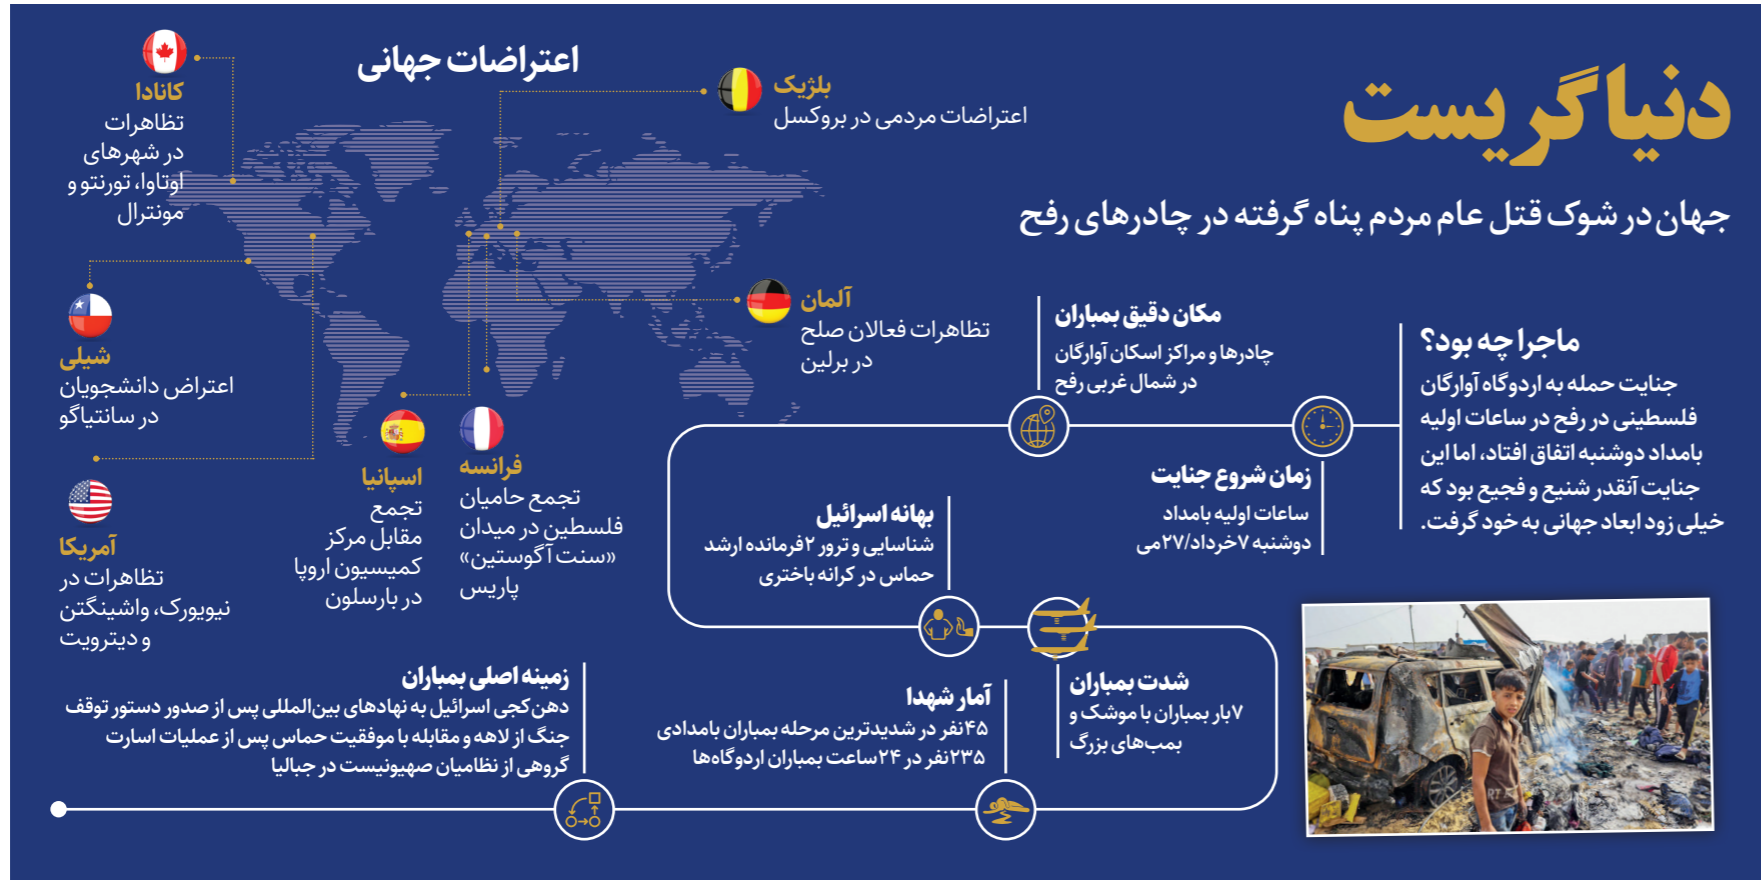 دنیا گریست
جهان در شوک قتل عام مردم پناه گرفته در چادرهای رفح
ماجرا چه بود؟
جنایت حمله به اردوگاه آوارگان
فلسطینی در رفح در ساعات اولیه
بامداد دوشنبه اتفاق افتاد، اما این
جنایت آنقدر شنیع و فجیع بود که
خیلی زود ابعاد جهانی به خود گرفت.
زمان شروع جنایت
ساعات اولیه بامداد
دوشنبه ۷خرداد/۲۷می
مکان دقیق بمباران
چادرها و مراکز اسکان آوارگان
در شمال غربی رفح
بهانه اسرائیل
شناسایی و ترور ۲فرمانده ارشد
حماس در کرانه باختری
شدت بمباران
۷بار بمباران با موشک و
بمب‌های بزرگ
آمار شهدا
۴۵نفر در شدیدترین مرحله بمباران بامدادی
۲۳۵نفر در ۲۴ساعت بمباران اردوگاه‌ها
زمینه اصلی بمباران
دهن‌کجی اسرائیل به نهادهای بین‌المللی پس از صدور دستور توقف
جنگ از لاهه و مقابله با موفقیت حماس پس از عملیات اسارت
گروهی از نظامیان صهیونیست در جبالیا
اعتراضات جهانی
بلژیک
اعتراضات مردمی در بروکسل
آلمان
تظاهرات فعالان صلح
در برلین
فرانسه
تجمع حامیان
فلسطین در میدان
«سنت آگوستین»
پاریس
اسپانیا
تجمع
مقابل مرکز
کمیسیون اروپا
در بارسلون
کانادا
تظاهرات
در شهرهای
اوتاوا، تورنتو و
مونترال
شیلی
اعتراض دانشجویان
در سانتیاگو
آمریکا
تظاهرات در
نیویورک، واشینگتن
و دیترویت